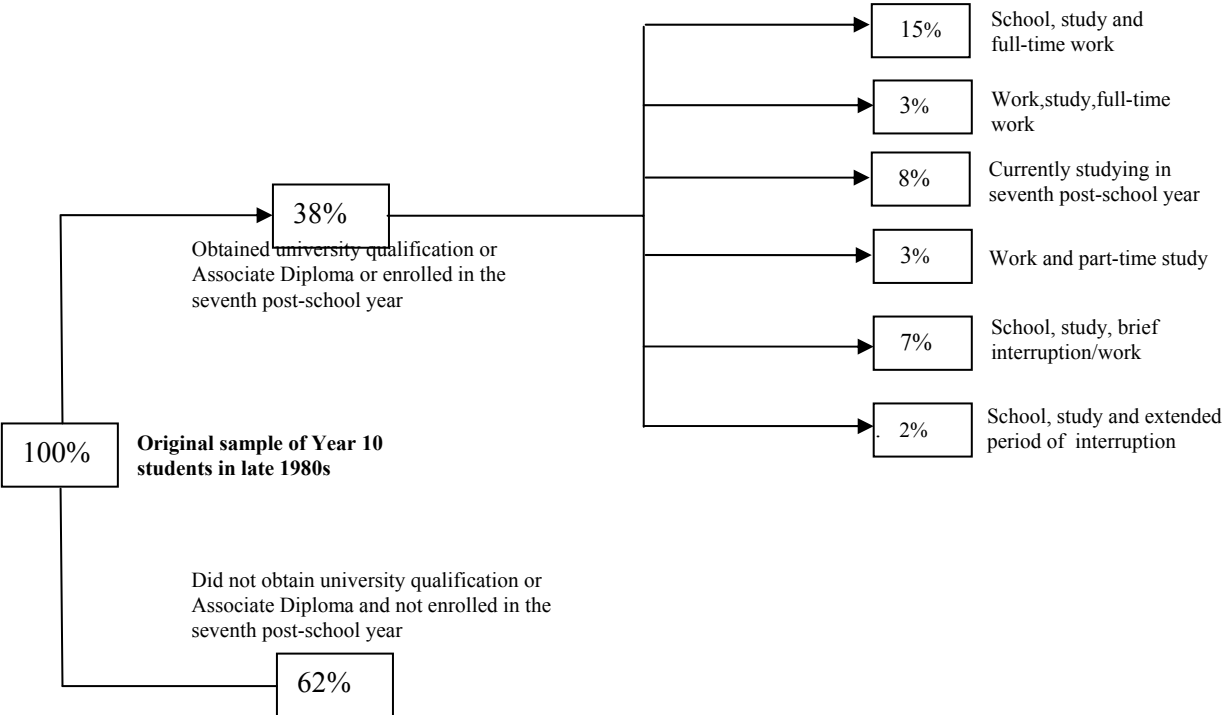 15%
School, study and
full-time work
3%
Work,study,full-time
work
8%
Currently studying in
seventh post-school year
38%
Obtained university qualification or
Associate Diploma or enrolled in the
seventh post-school year
3%
Work and part-time study
7%
School, study, brief
interruption/work
. 2%
School, study and extended
period of interruption
100%
Original sample of Year 10
students in late 1980s
Did not obtain university qualification or
Associate Diploma and not enrolled in the
seventh post-school year
62%